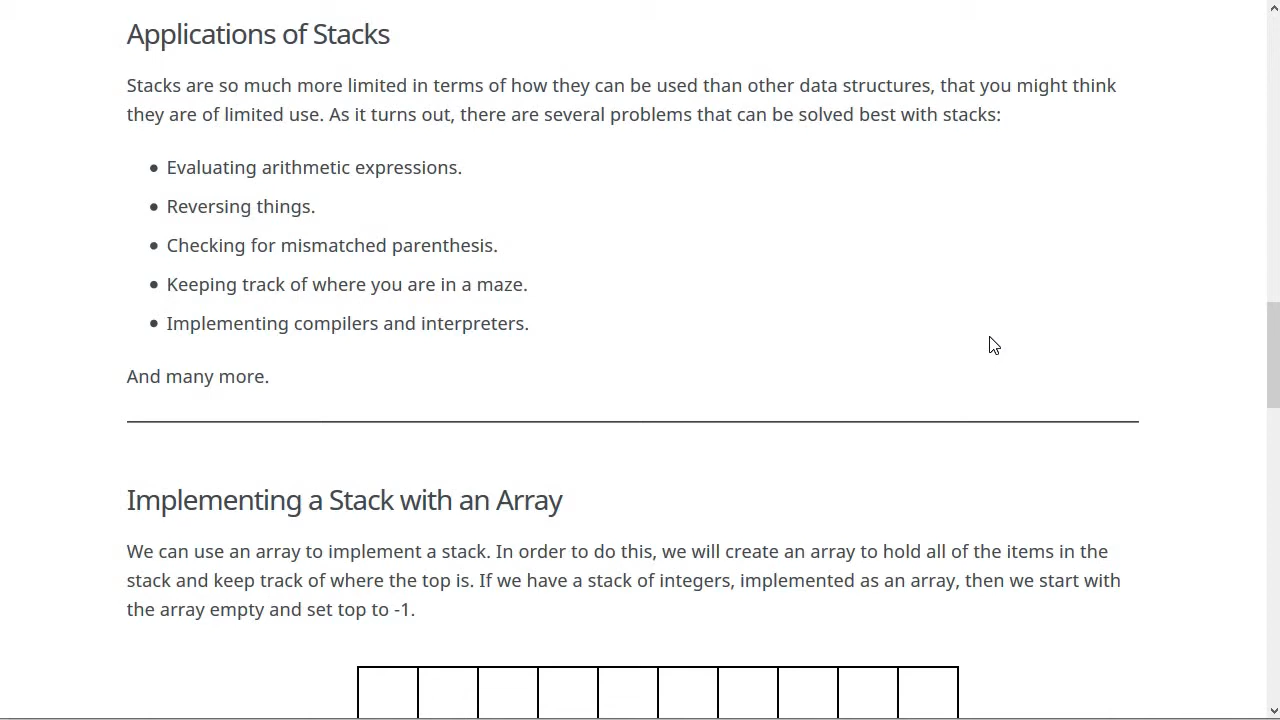 Applications of Stacks
Stacks are so much more limited in terms of how they can be used than other data structures, that you might think
they are of limited use. As it turns out, there are several problems that can be solved best with stacks:
Evaluating arithmetic expressions.
Reversing things.
Checking for mismatched parenthesis.
Keeping track of where you are in a maze.
Implementing compilers and interpreters.
And many more.
Implementing a Stack with an Array
We can use an array to implement a stack. In order to do this, we will create an array to hold all of the items in the
stack and keep track of where the top is. If we have a stack of integers, implemented as an array, then we start with
the array empty and set top to -1.